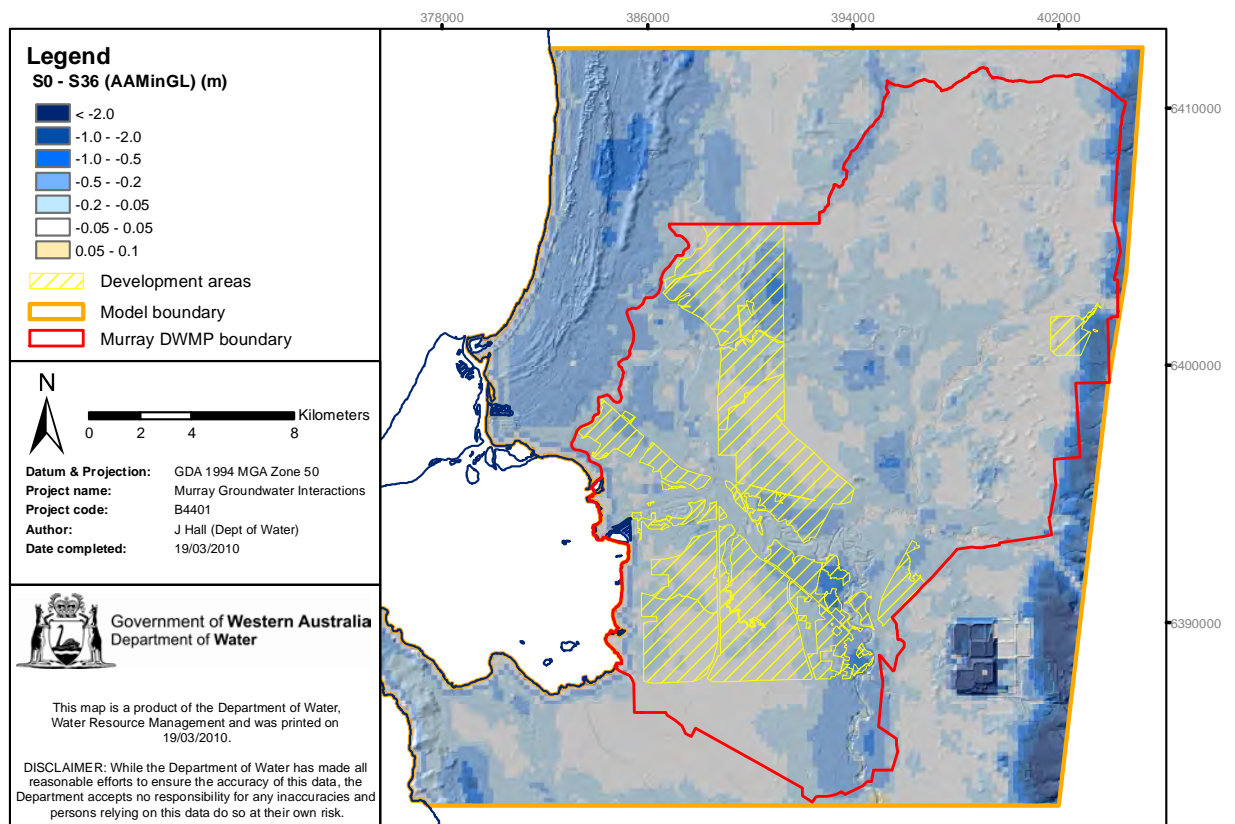 378000
386000
394000
402000
Legend
S0 - S36 (AAMinGL) (m)
< -2.0
-1.0 - -2.0
-1.0 - -0.5
-0.5 - -0.2
-0.2 - -0.05
-0.05 - 0.05
0.05 - 0.1
Development areas
Model boundary
Murray DWMP boundary
6410000
6400000
6390000
N
Kilometers
0 2 4 8
Datum & Projection: GDA 1994 MGA Zone 50
Project name: Murray Groundwater Interactions
Project code: B4401
Author: J Hall (Dept of Water)
Date completed: 19/03/2010
Government of Western Australia
Department of Water
This map is a product of the Department of Water,
Water Resource Management and was printed on
19/03/2010.
DISCLAIMER: While the Department of Water has made all
reasonable efforts to ensure the accuracy of this data, the
Department accepts no responsibility for any inaccuracies and
persons relying on this data do so at their own risk.